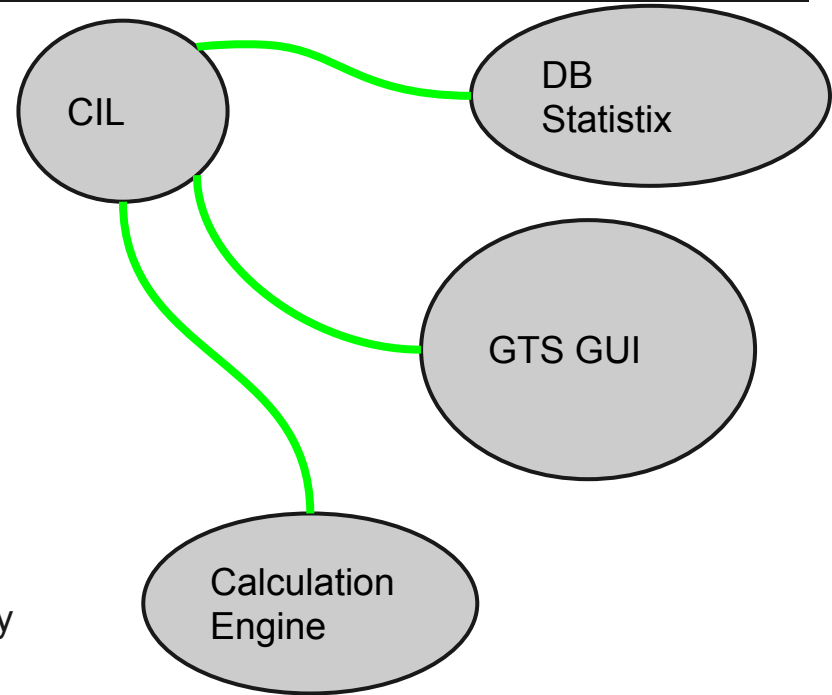 CIL
DB
Statistix
GTS GUI
Calculation
Engine
y